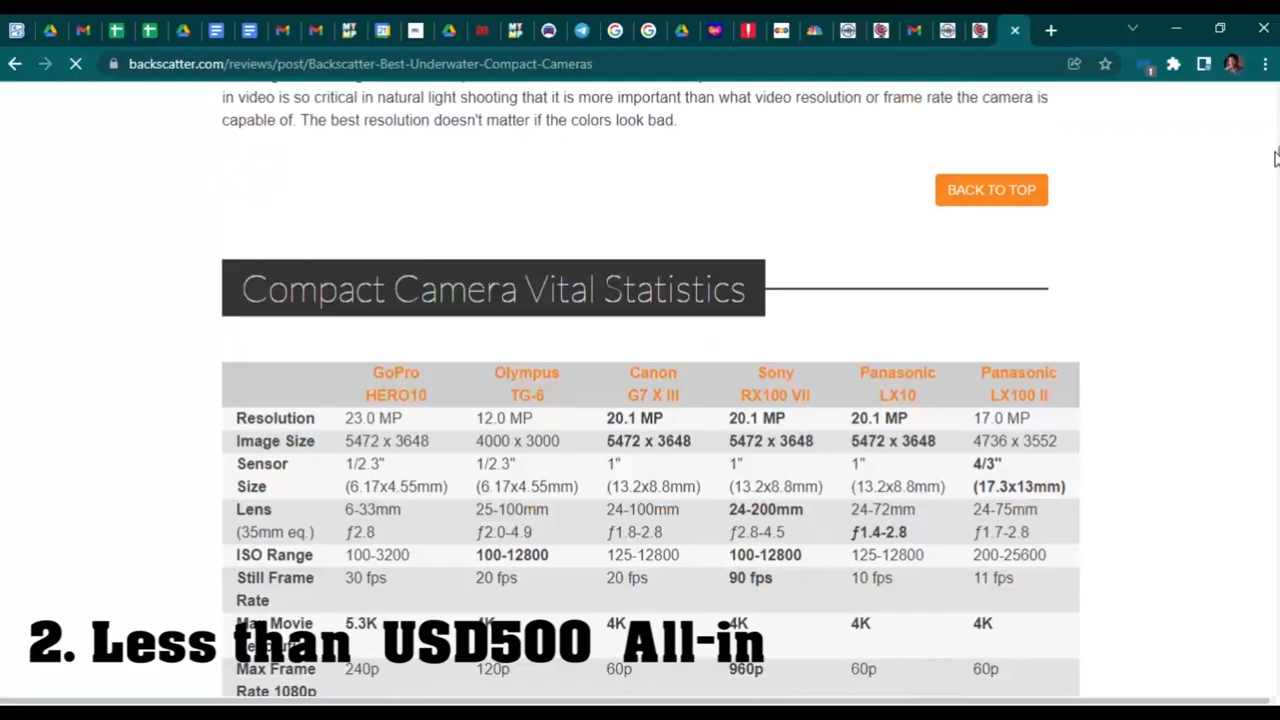 backscatter.com/reviews/post/Backscatter-Best-Underwater-Compact-Cameras
1
in video is so critical in natural light shooting that it is more important than what video resolution or frame rate the camera is
capable of. The best resolution doesn't matter if the colors look bad.
BACK TO TOP
Compact Camera Vital Statistics
GoPro HERO10 Olympus TG-6 Canon G7 X III Sony RX100 VII Panasonic LX10 Panasonic LX100 II
Resolution 23.0 MP 12.0 MP 20.1 MP 20.1 MP 20.1 MP 17.0 MP
Image Size 5472 x 3648 4000 x 3000 5472 x 3648 5472 x 3648 5472 x 3648 4736 x 3552
Sensor 1/2.3" 1/2.3" 1" 1" 1" 4/3"
Size (6.17x4.55mm) (6.17x4.55mm) (13.2x8.8mm) (13.2x8.8mm) (13.2x8.8mm) (17.3x13mm)
Lens 6-33mm 25-100mm 24-100mm 24-200mm 24-72mm 24-75mm
(35mm eq.) ƒ2.8 ƒ2.0-4.9 ƒ1.8-2.8 ƒ2.8-4.5 ƒ1.4-2.8 ƒ1.7-2.8
ISO Range 100-3200 100-12800 125-12800 100-12800 125-12800 200-25600
Still Frame 30 fps 20 fps 20 fps 90 fps 10 fps 11 fps
Rate
Max Movie 5.3K 4K 4K 4K 4K 4K
2. Less than USD500 All-in
Max Frame 240p 120p 60p 960p 60p 60p
Rate 1080p